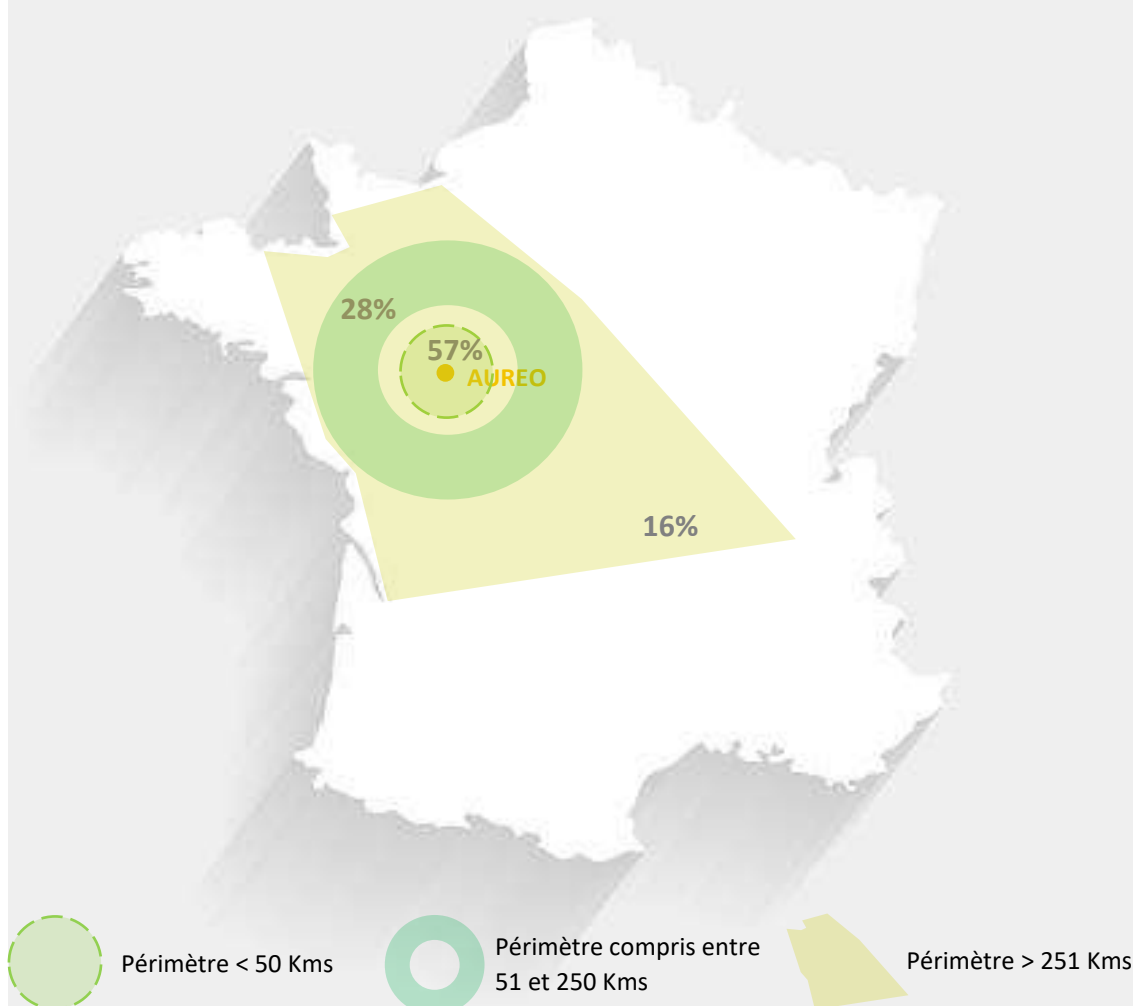 28%
57%
AUREO
16%
Périmètre < 50 Kms
Périmètre compris entre
51 et 250 Kms
Périmètre > 251 Kms